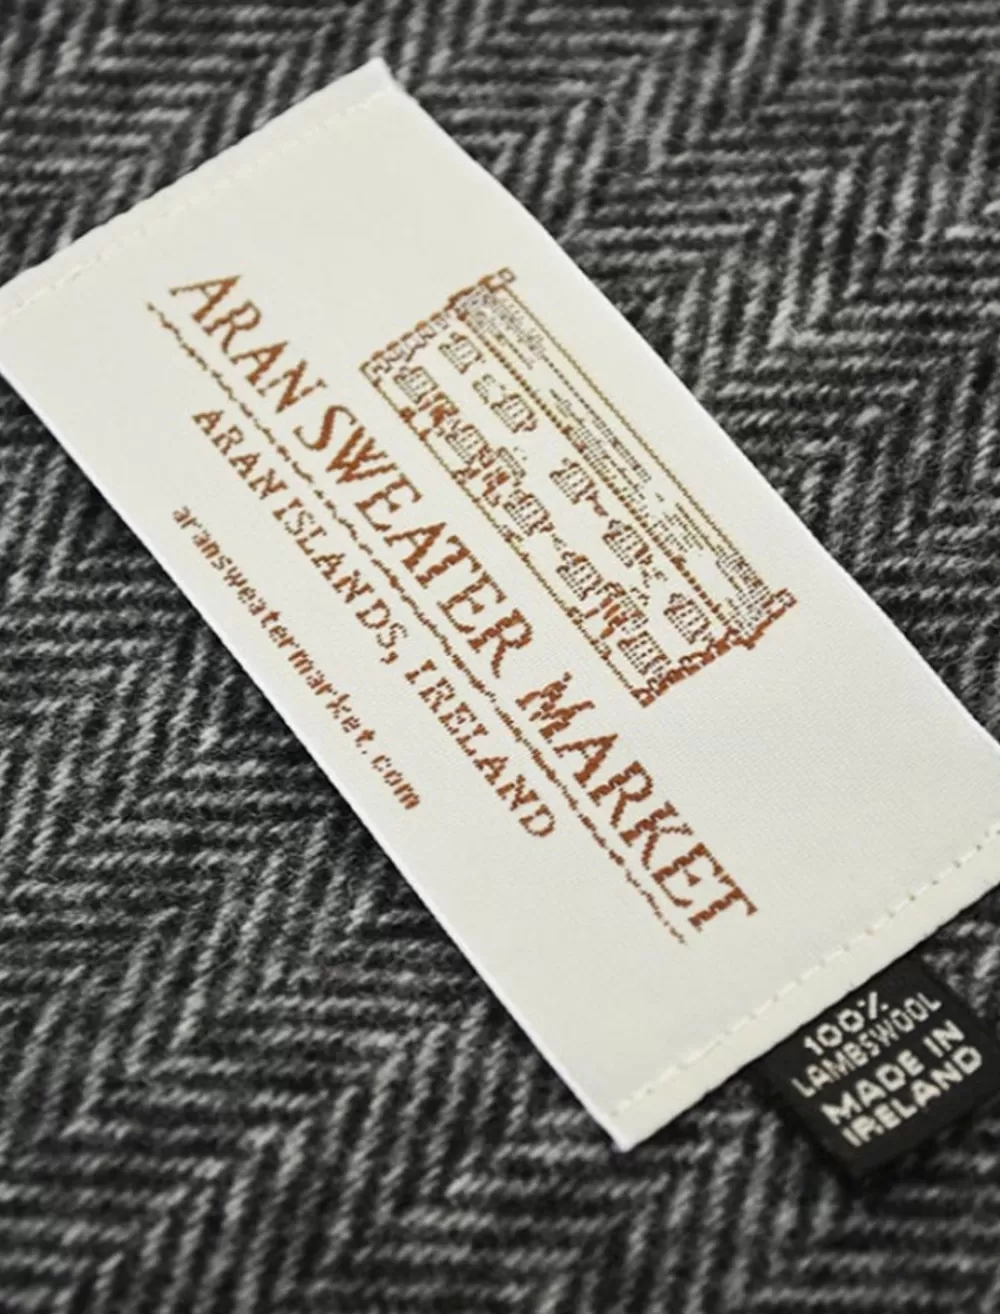 ARAN SWEATER MARKET
ARAN ISLANDS, IRELAND
aransweatermarket.com
100%
LAMBSWOOL
MADE IN
IRELAND